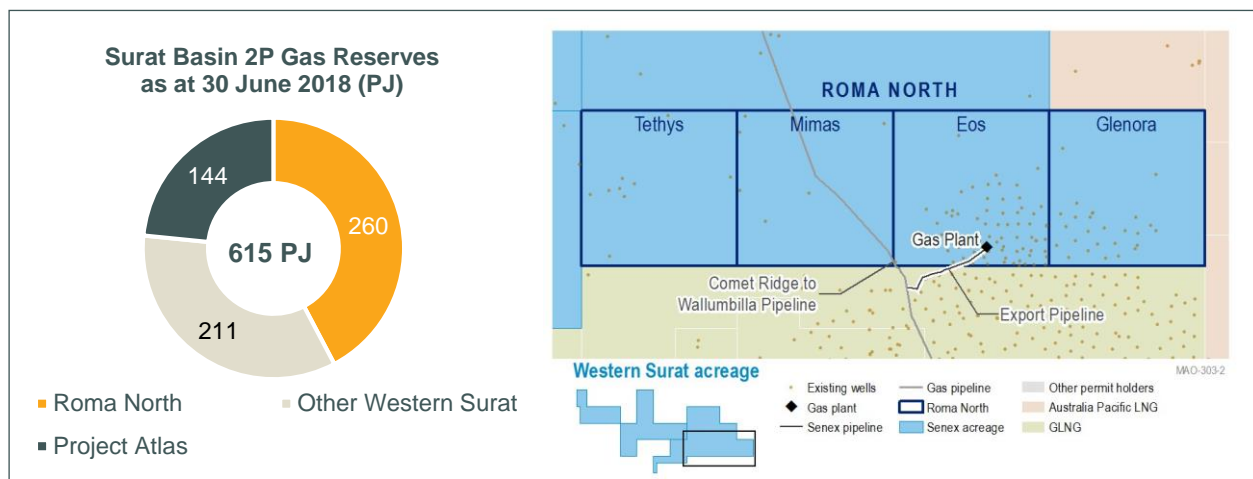 Surat Basin 2P Gas Reserves
as at 30 June 2018 (PJ)
144
260
615 PJ
211
Roma North
Other Western Surat
Project Atlas
ROMA NORTH
Tethys
Mimas
Eos
Glenora
Gas Plant
Comet Ridge to
Wallumbilla Pipeline
Export Pipeline
MAO-303-2
Western Surat acreage
Existing wells
Gas plant
Senex pipeline
Gas pipeline
Roma North
Senex acreage
Other permit holders
Australia Pacific LNG
GLNG